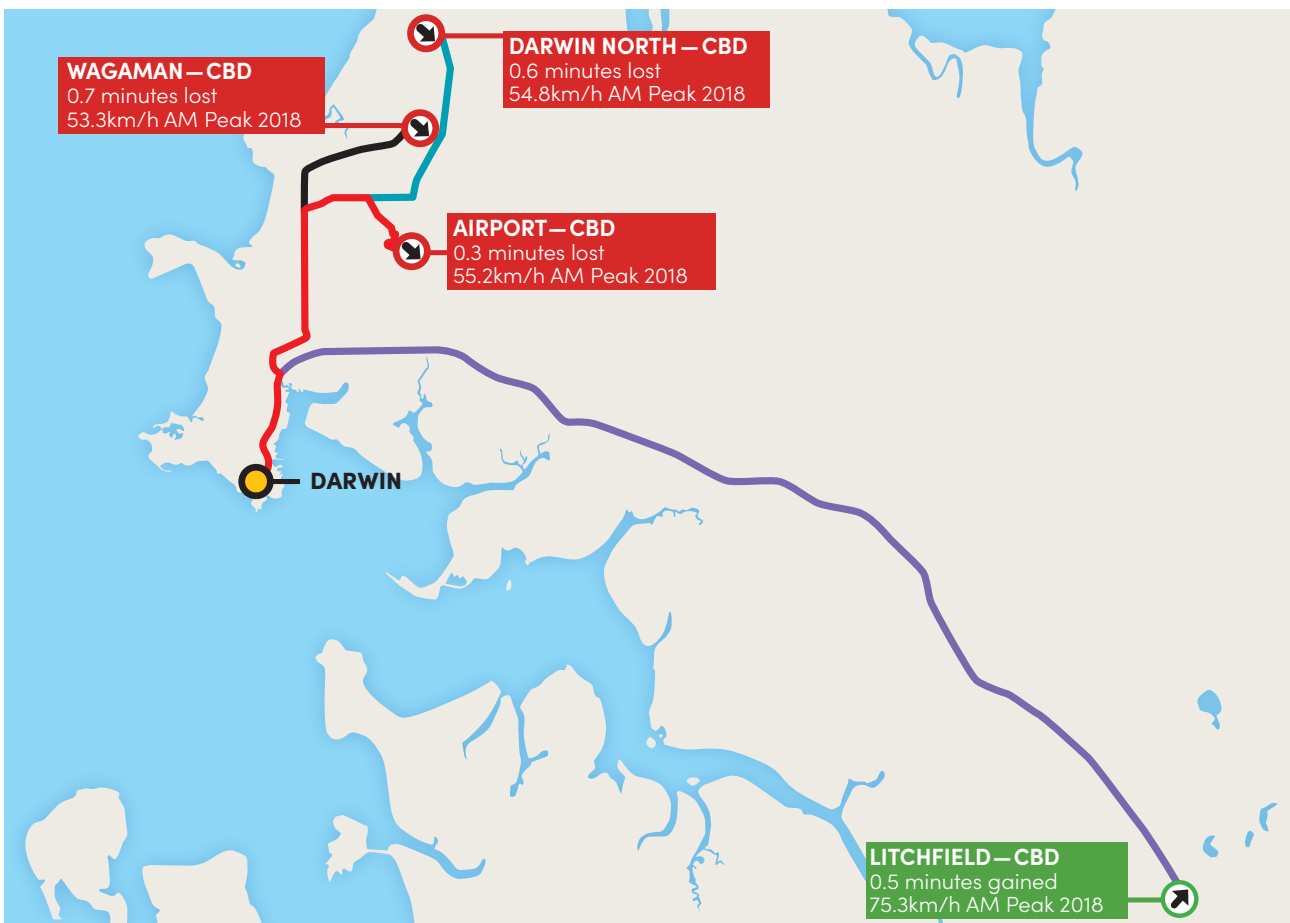 DARWIN NORTH — CBD
0.6 minutes lost
54.8km/h AM Peak 2018
WAGAMAN — CBD
0.7 minutes lost
53.3km/h AM Peak 2018
AIRPORT — CBD
0.3 minutes lost
55.2km/h AM Peak 2018
DARWIN
LITCHFIELD — CBD
0.5 minutes gained
75.3km/h AM Peak 2018